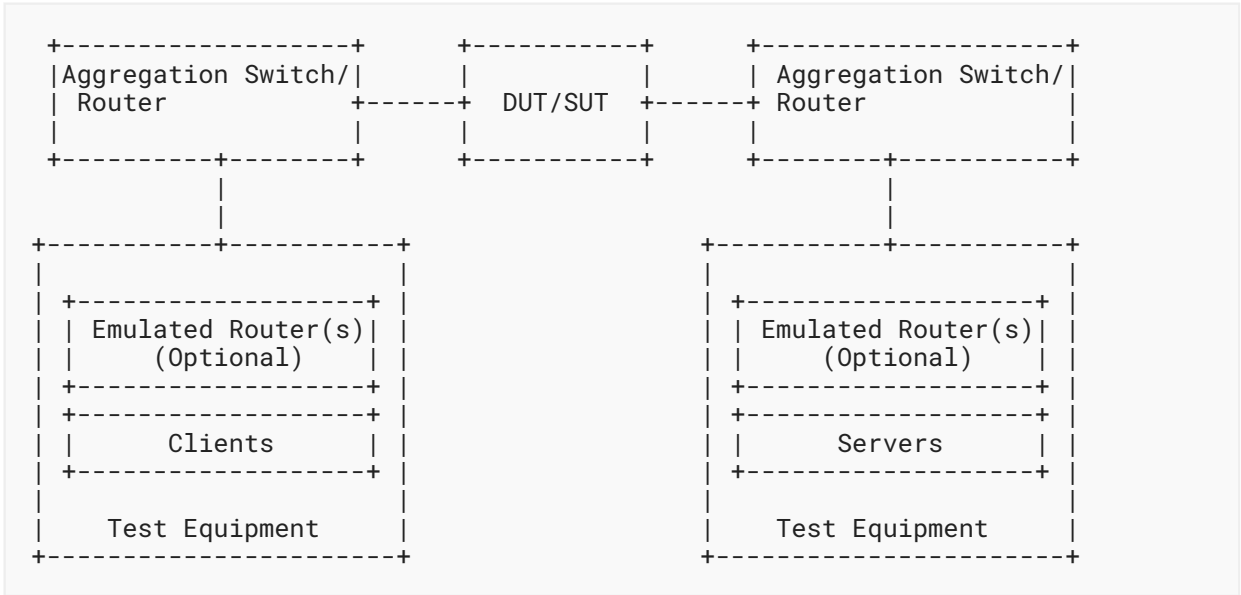 Aggregation Switch/
Router
DUT/SUT
Aggregation Switch/
Router
Emulated Router(s)
(Optional)
Clients
Test Equipment
Emulated Router(s)
(Optional)
Servers
Test Equipment